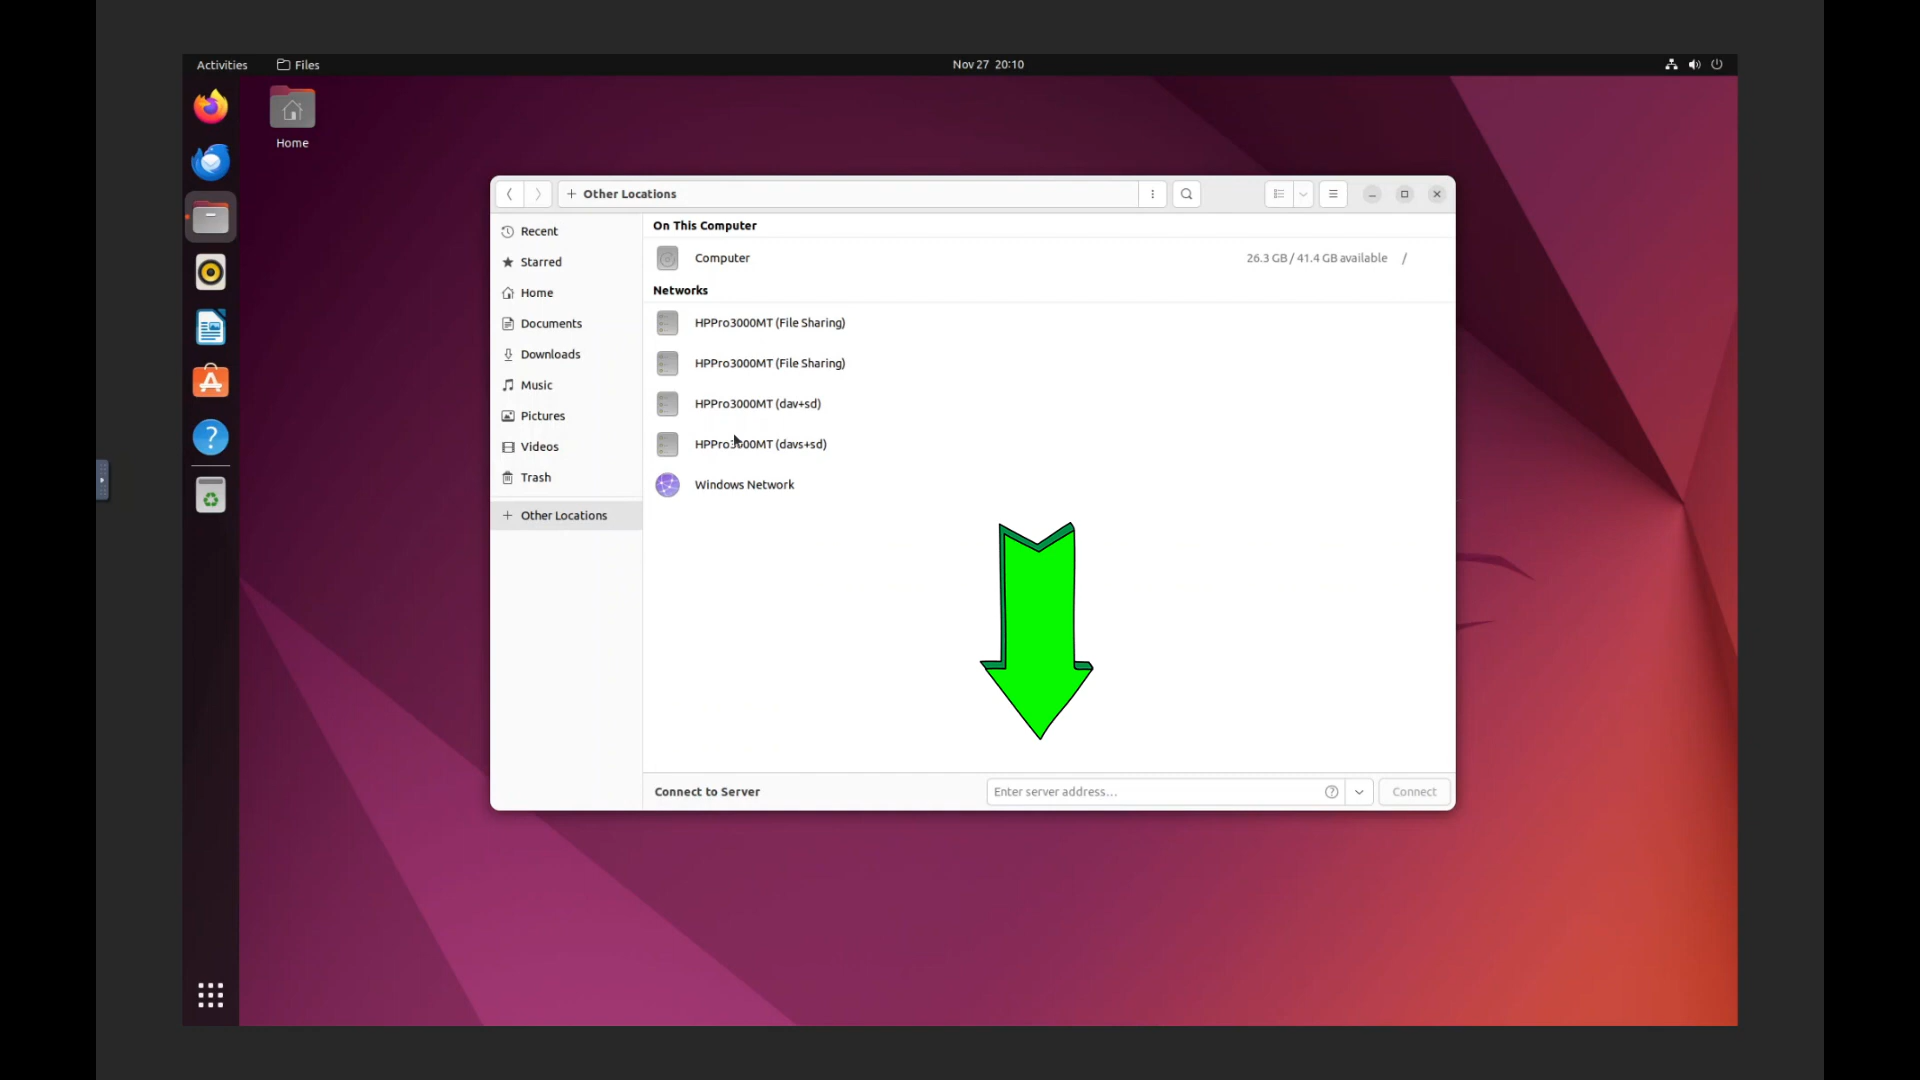 Activities Files Nov 27 20:10
Home
+ Other Locations
Recent
Starred
Home
Documents
Downloads
Music
Pictures
Videos
Trash
+ Other Locations
On This Computer
Computer 26.3 GB / 41.4 GB available /
Networks
HPPro3000MT (File Sharing)
HPPro3000MT (File Sharing)
HPPro3000MT (dav+sd)
HPPro3000MT (davs+sd)
Windows Network
Connect to Server Enter server address... Connect